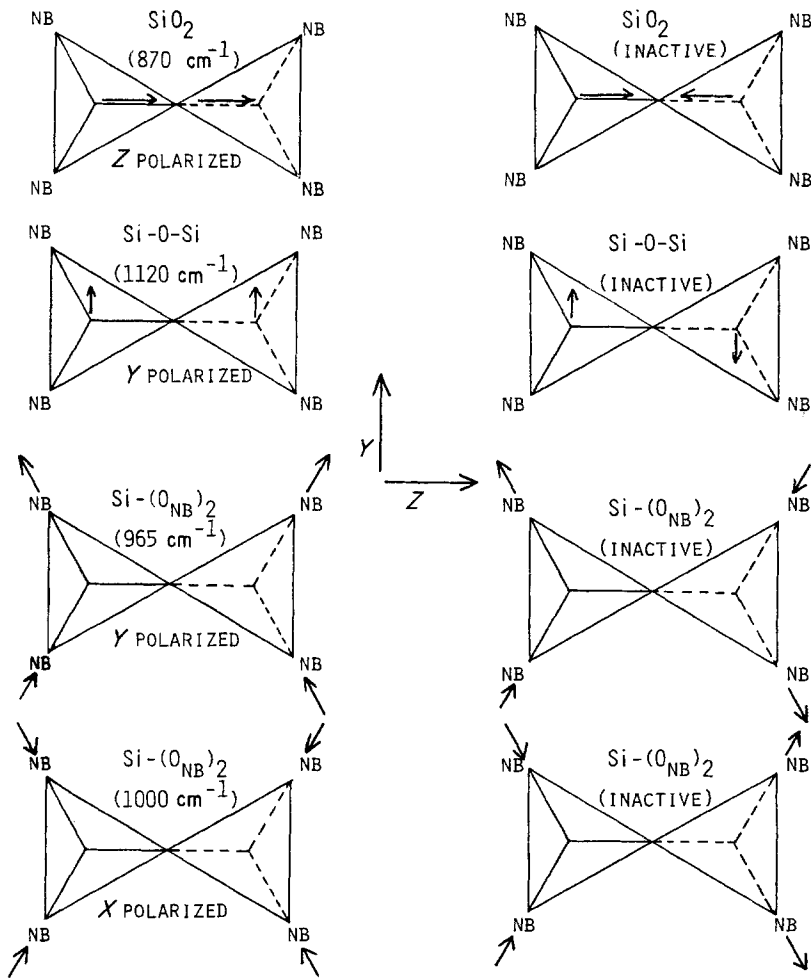 NB SiO2 NB
(870 cm-1)
Z POLARIZED
NB NB
NB SiO2 NB
(INACTIVE)
NB NB
NB Si-O-Si NB
(1120 cm-1)
Y POLARIZED
NB NB
NB Si-O-Si NB
(INACTIVE)
NB NB
Y
Z
NB Si-(ONB)2 NB
(965 cm-1)
Y POLARIZED
NB NB
NB Si-(ONB)2 NB
(INACTIVE)
NB NB
NB Si-(ONB)2 NB
(1000 cm-1)
X POLARIZED
NB NB
NB Si-(ONB)2 NB
(INACTIVE)
NB NB